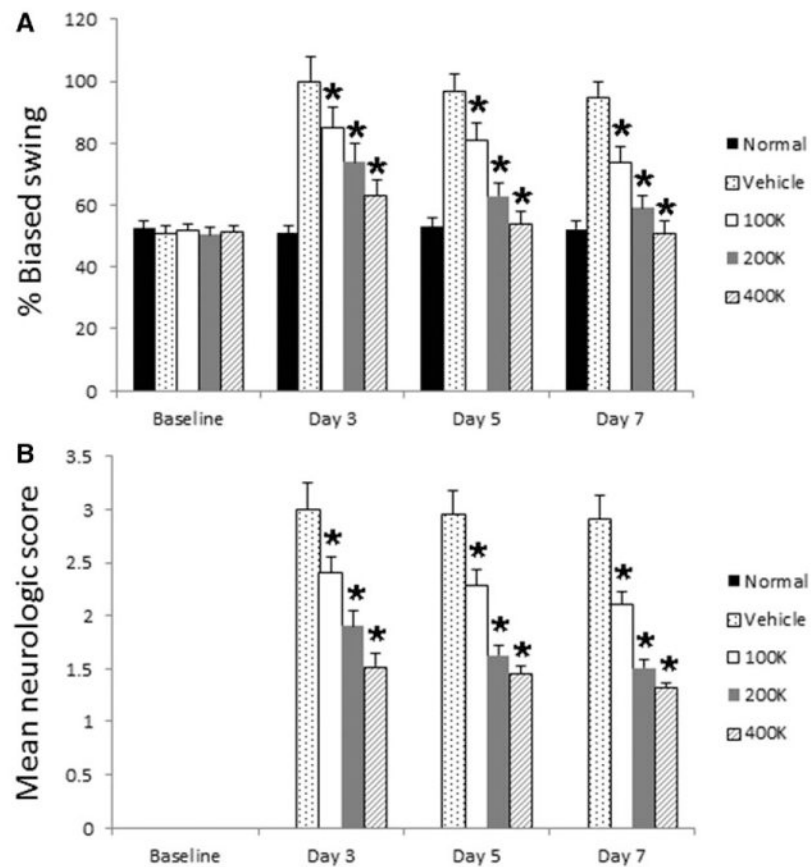 A
120
100
80
60
40
20
0
% Biased swing
* * *
* * *
* * *
Baseline Day 3 Day 5 Day 7
Normal
Vehicle
100K
200K
400K
B
3.5
3
2.5
2
1.5
1
0.5
0
Mean neurologic score
* * *
* * *
* * *
Baseline Day 3 Day 5 Day 7
Normal
Vehicle
100K
200K
400K